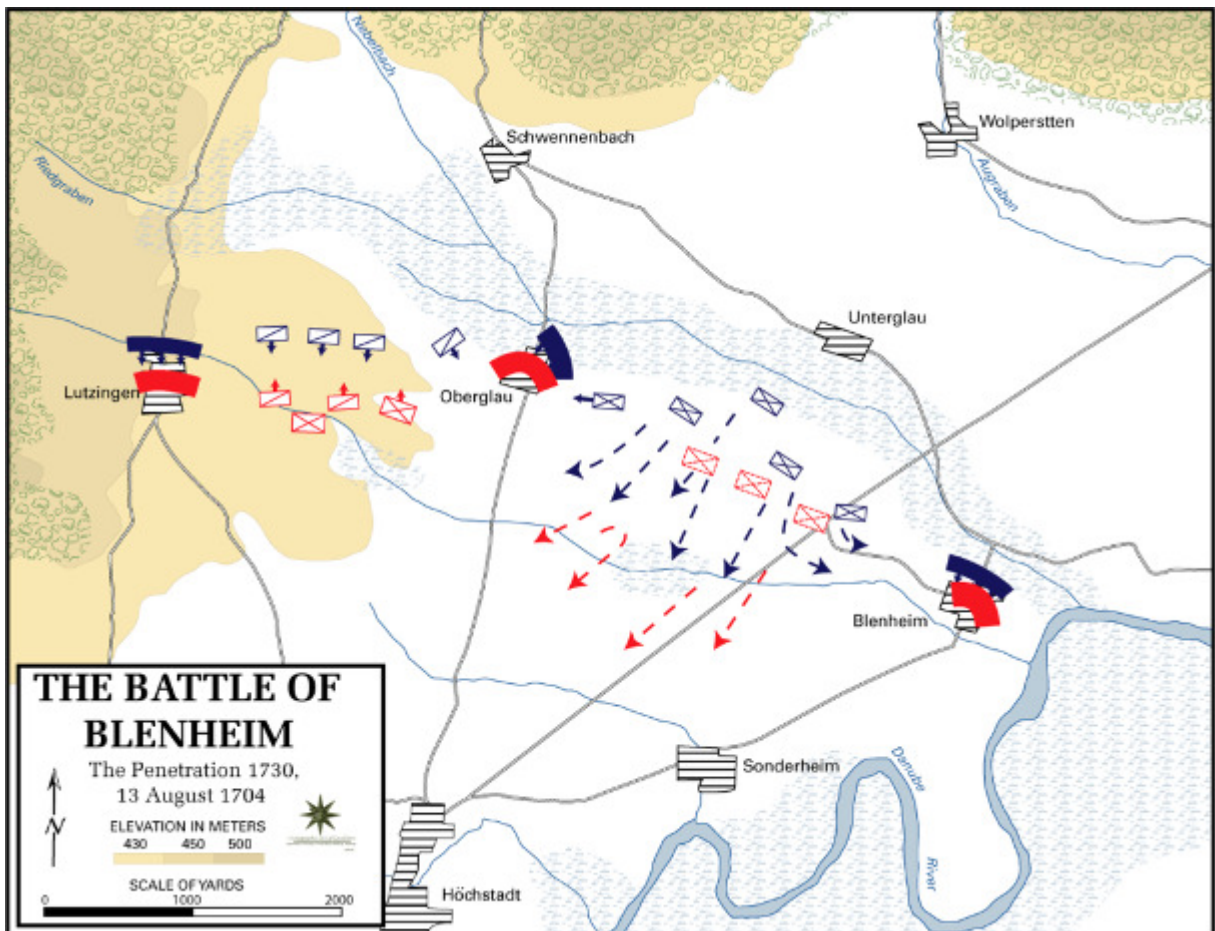 Nebelbach
Schwennenbach
Wolperstten
Augraben
Riedgraben
Unterglau
Lutzingen
Oberglau
Blenheim
Sonderheim
Danube
River
Höchstadt
THE BATTLE OF
BLENHEIM
The Penetration 1730,
13 August 1704
N
ELEVATION IN METERS
430 450 500
SCALE OF YARDS
0 1000 2000